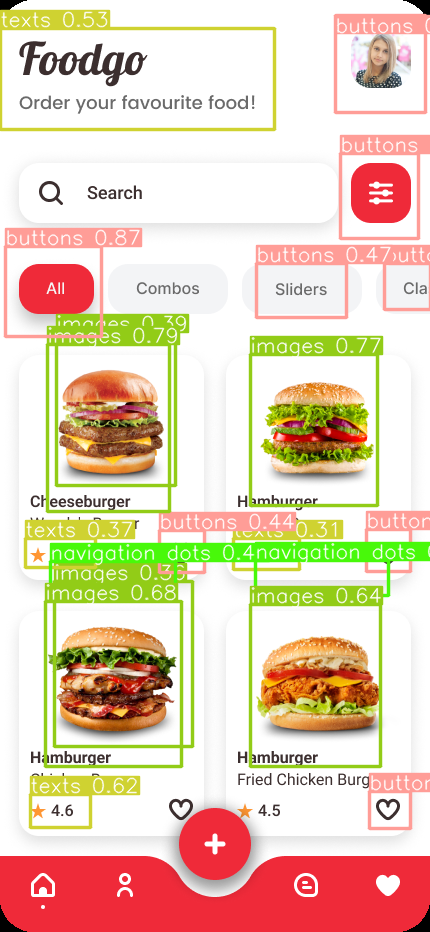 texts 0.53
buttons 0
Foodgo
Order your favourite food!
buttons
Search
buttons 0.87
buttons 0.47
All
Combos
Sliders
Cla
images 0.39
images 0.79
images 0.77
Cheeseburger
Hamburger
texts 0.37
buttons 0.44
texts 0.31
button
navigation dots 0.4
navigation dots
images 0.68
images 0.64
Hamburger
Hamburger
Fried Chicken Burg
texts 0.62
button
4.6
4.5